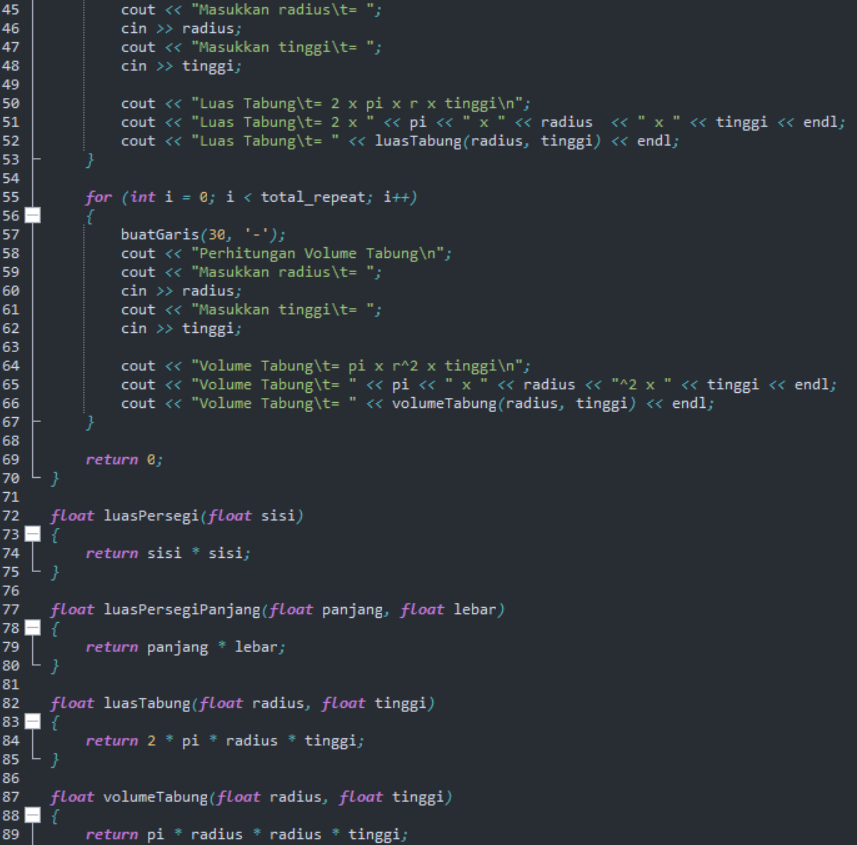 45 cout << "Masukkan radius\t= ";
46 cin >> radius;
47 cout << "Masukkan tinggi\t= ";
48 cin >> tinggi;
49
50 cout << "Luas Tabung\t= 2 x pi x r x tinggi\n";
51 cout << "Luas Tabung\t= 2 x " << pi << " x " << radius  << " x " << tinggi << endl;
52 cout << "Luas Tabung\t= " << luasTabung(radius, tinggi) << endl;
53 }
54
55 for (int i = 0; i < total_repeat; i++)
56 {
57 buatGaris(30, '-');
58 cout << "Perhitungan Volume Tabung\n";
59 cout << "Masukkan radius\t= ";
60 cin >> radius;
61 cout << "Masukkan tinggi\t= ";
62 cin >> tinggi;
63
64 cout << "Volume Tabung\t= pi x r^2 x tinggi\n";
65 cout << "Volume Tabung\t= " << pi << " x " << radius << "^2 x " << tinggi << endl;
66 cout << "Volume Tabung\t= " << volumeTabung(radius, tinggi) << endl;
67 }
68
69 return 0;
70 }
71
72 float luasPersegi(float sisi)
73 {
74 return sisi * sisi;
75 }
76
77 float luasPersegiPanjang(float panjang, float lebar)
78 {
79 return panjang * lebar;
80 }
81
82 float luasTabung(float radius, float tinggi)
83 {
84 return 2 * pi * radius * tinggi;
85 }
86
87 float volumeTabung(float radius, float tinggi)
88 {
89 return pi * radius * radius * tinggi;